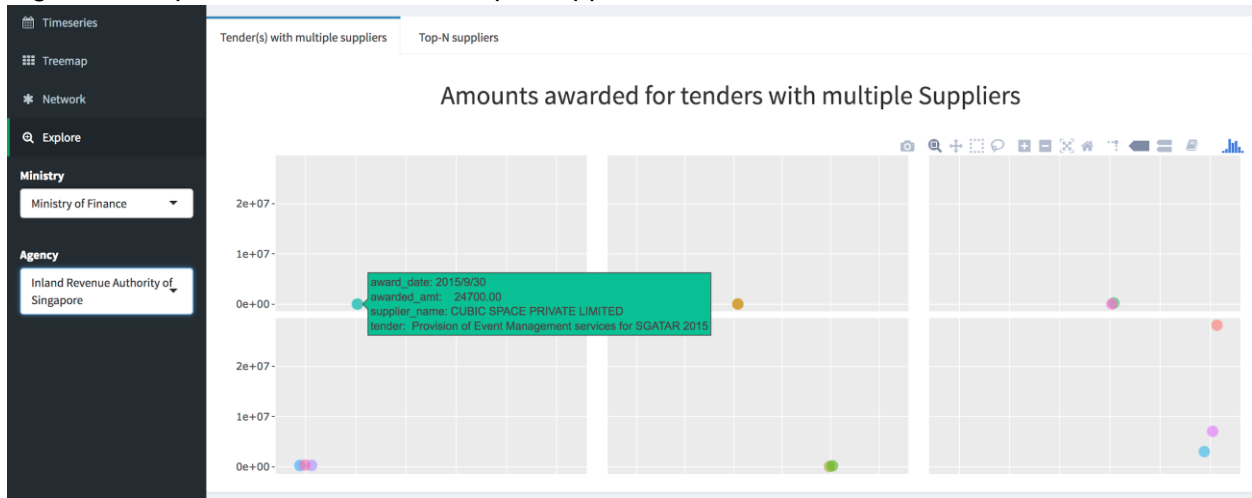 Timeseries
Treemap
Network
Explore
Ministry
Ministry of Finance
Agency
Inland Revenue Authority of
Singapore
Tender(s) with multiple suppliers
Top-N suppliers
Amounts awarded for tenders with multiple Suppliers
2e+07
1e+07
0e+00
award_date: 2015/9/30
awarded_amt: 24700.00
supplier_name: CUBIC SPACE PRIVATE LIMITED
tender: Provision of Event Management services for SGATAR 2015
2e+07
1e+07
0e+00